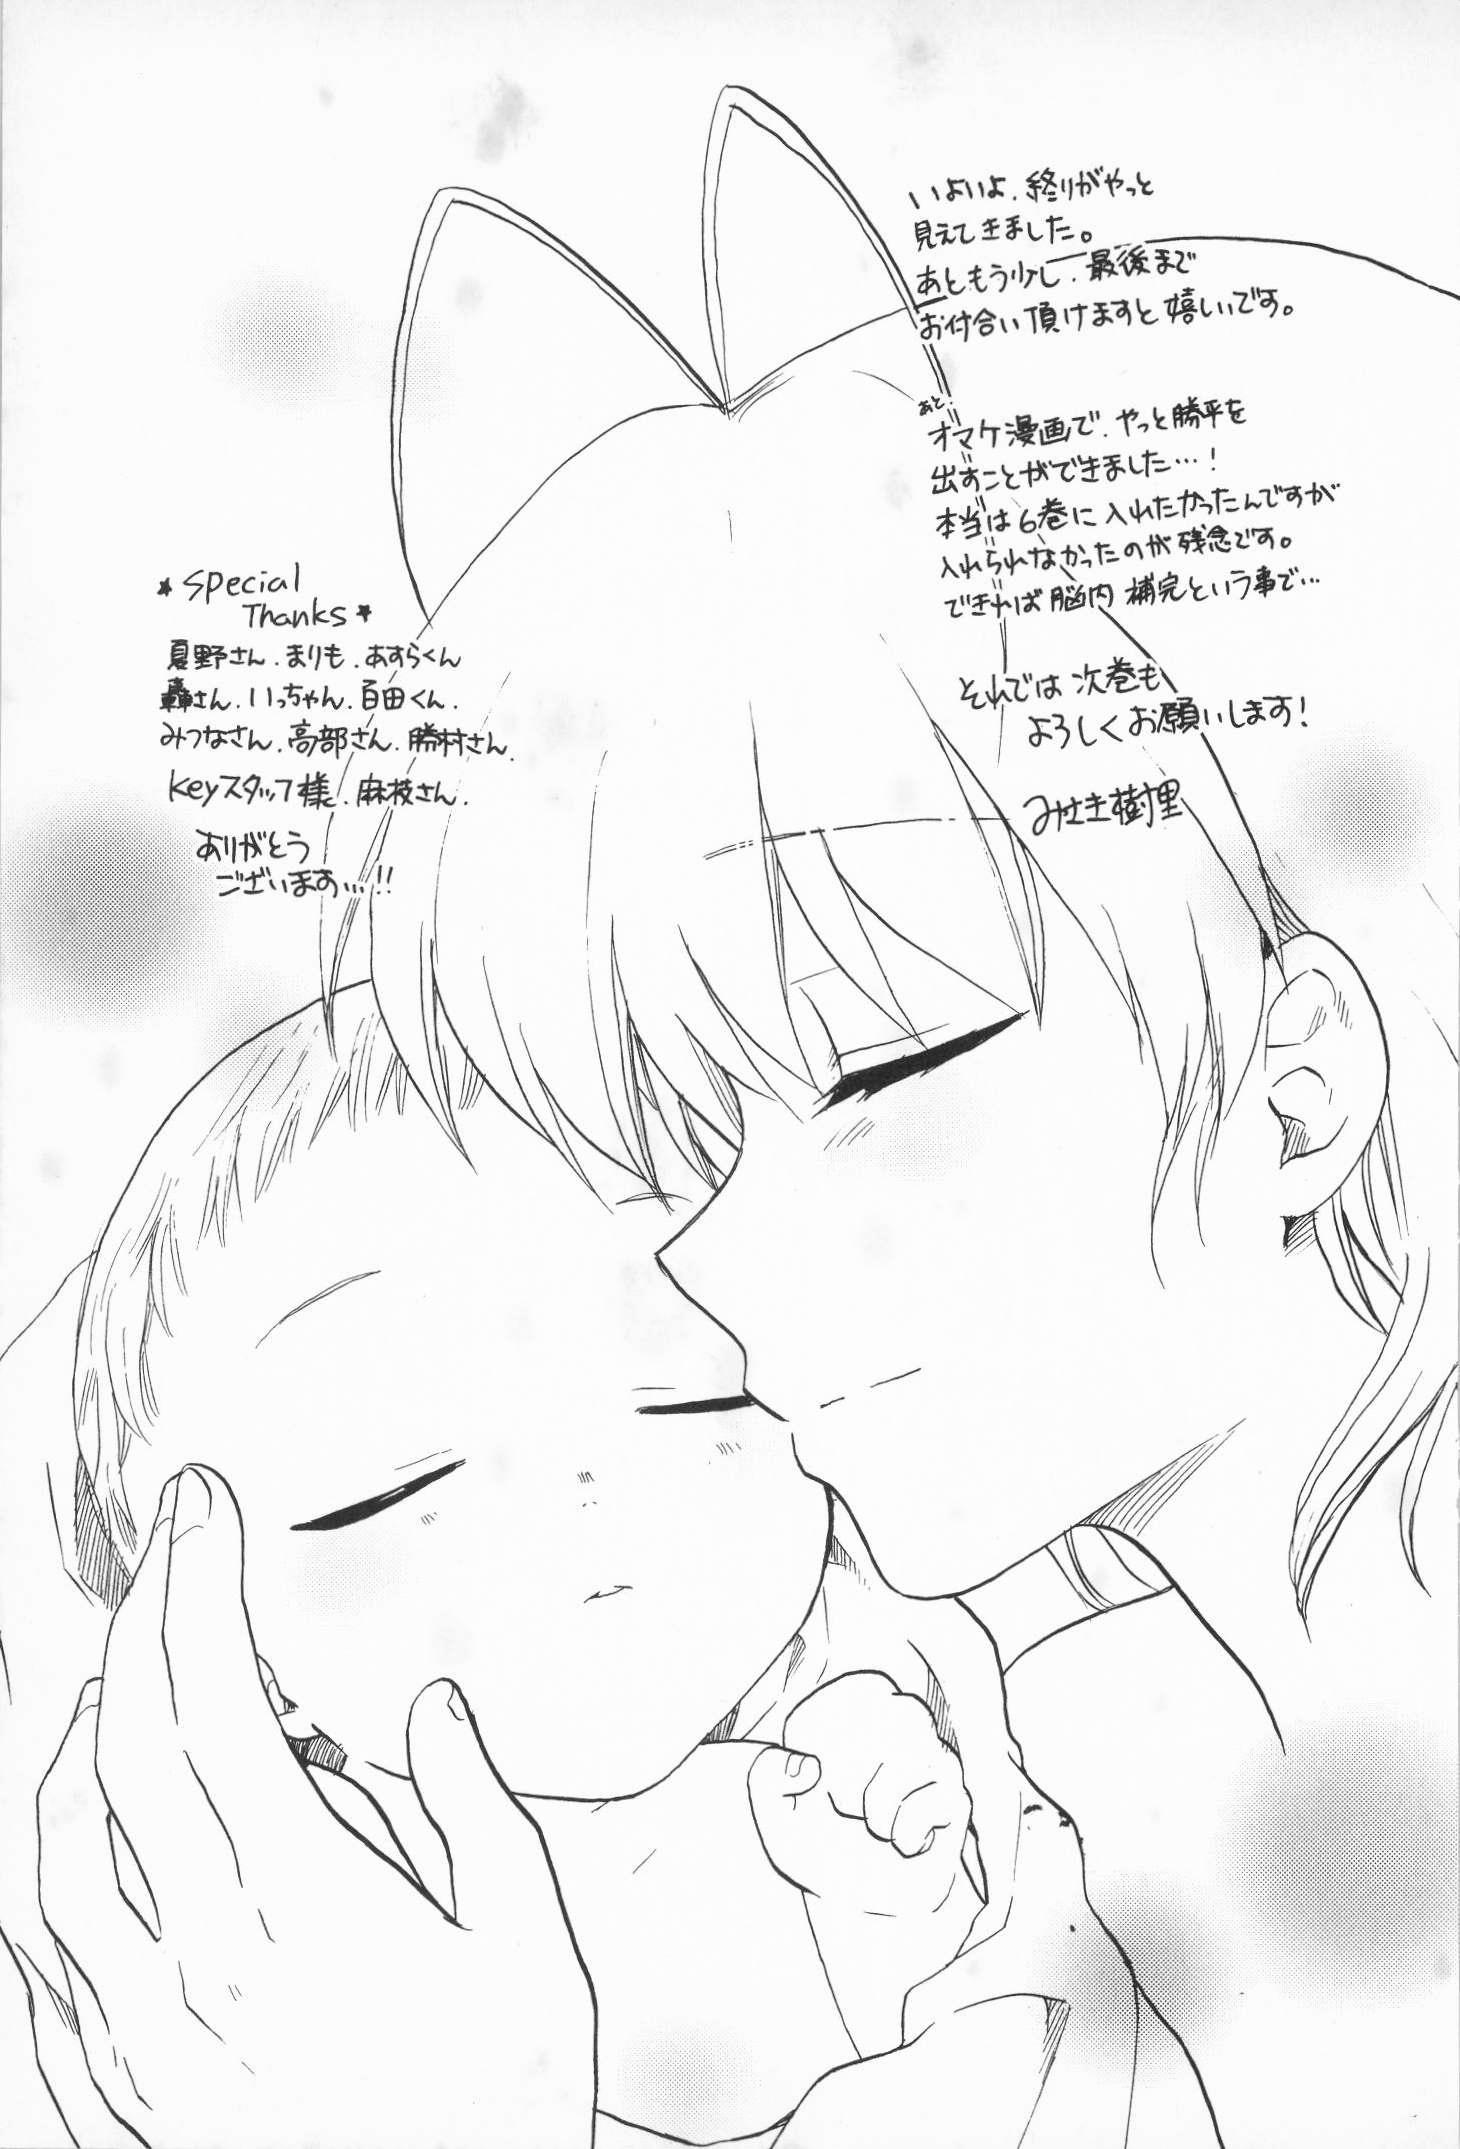 いよいよ、終りがやっと
見えてきました。
あともう少し、最後まで
お付合い頂けますと嬉しいです。
あと、
オマケ漫画で、やっと勝平を
出すことができました…!
本当は6巻に入れたかったんですが
入れられなかったのが残念です。
できれば脳内補完という事で…
それでは次巻も
よろしくお願いします!
みさき樹里
★special
Thanks★
夏野さん、まりも、あすらくん
轟さん、いっちゃん、百田くん、
みつなさん、高部さん、勝村さん、
Keyスタッフ様、麻枝さん、
ありがとう
ございます…!!